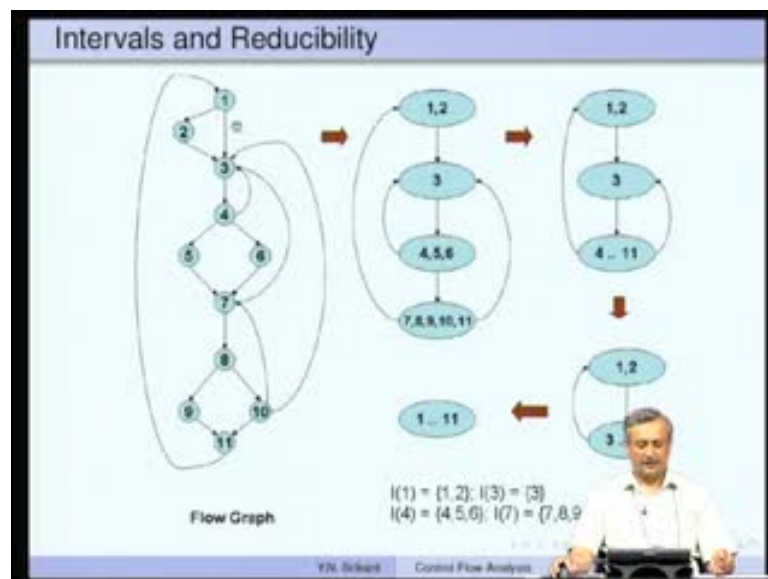 Intervals and Reducibility
1
2
3
4
5
6
7
8
9
10
11
Flow Graph
1,2
3
4,5,6
7,8,9,10,11
1,2
3
4 .. 11
1,2
3 ..
1 .. 11
I(1) = {1,2}; I(3) = {3}
I(4) = {4,5,6}; I(7) = {7,8,9
Y.N. Srikant
Control Flow Analysis